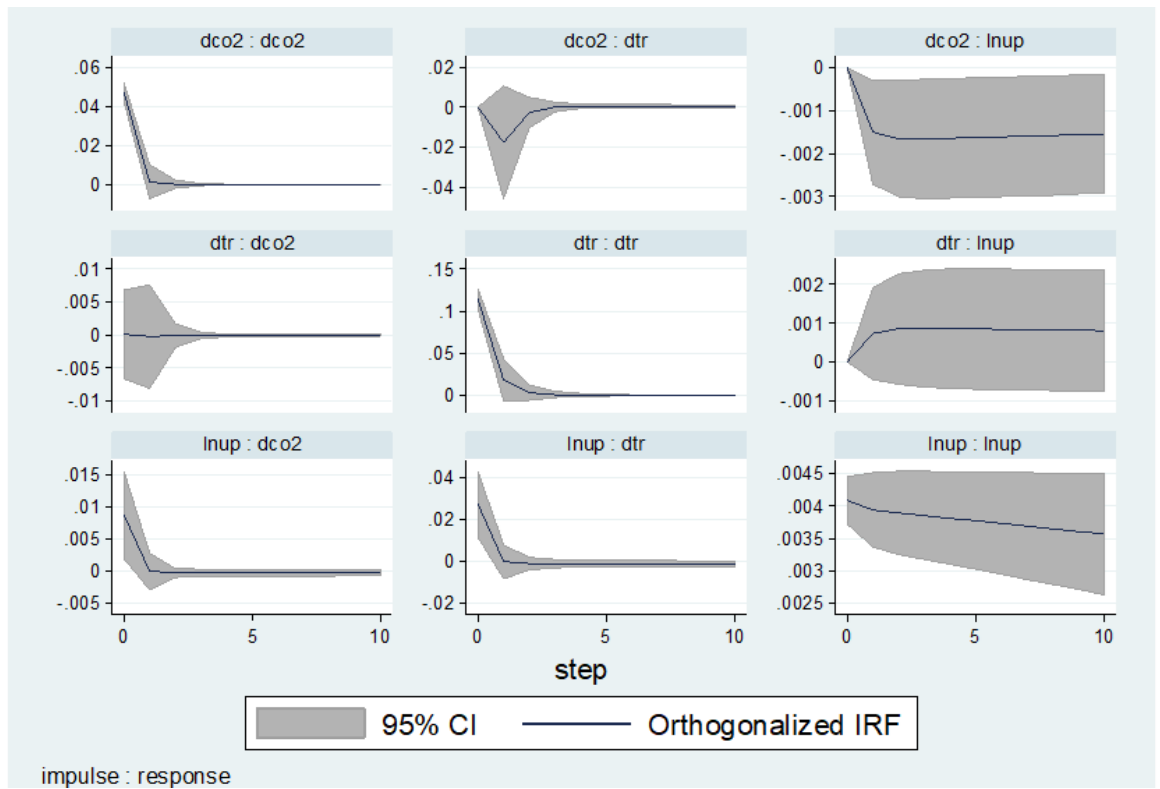 dco2 : dco2
dco2 : dtr
dco2 : lnup
.06
.04
.02
0
.02
0
-.02
-.04
0
-.001
-.002
-.003
dtr : dco2
dtr : dtr
dtr : lnup
.01
.005
0
-.005
-.01
.15
.1
.05
0
.002
.001
0
-.001
lnup : dco2
lnup : dtr
lnup : lnup
.015
.01
.005
0
-.005
.04
.02
0
-.02
.0045
.004
.0035
.003
.0025
0 5 10
0 5 10
0 5 10
step
95% CI
Orthogonalized IRF
impulse : response